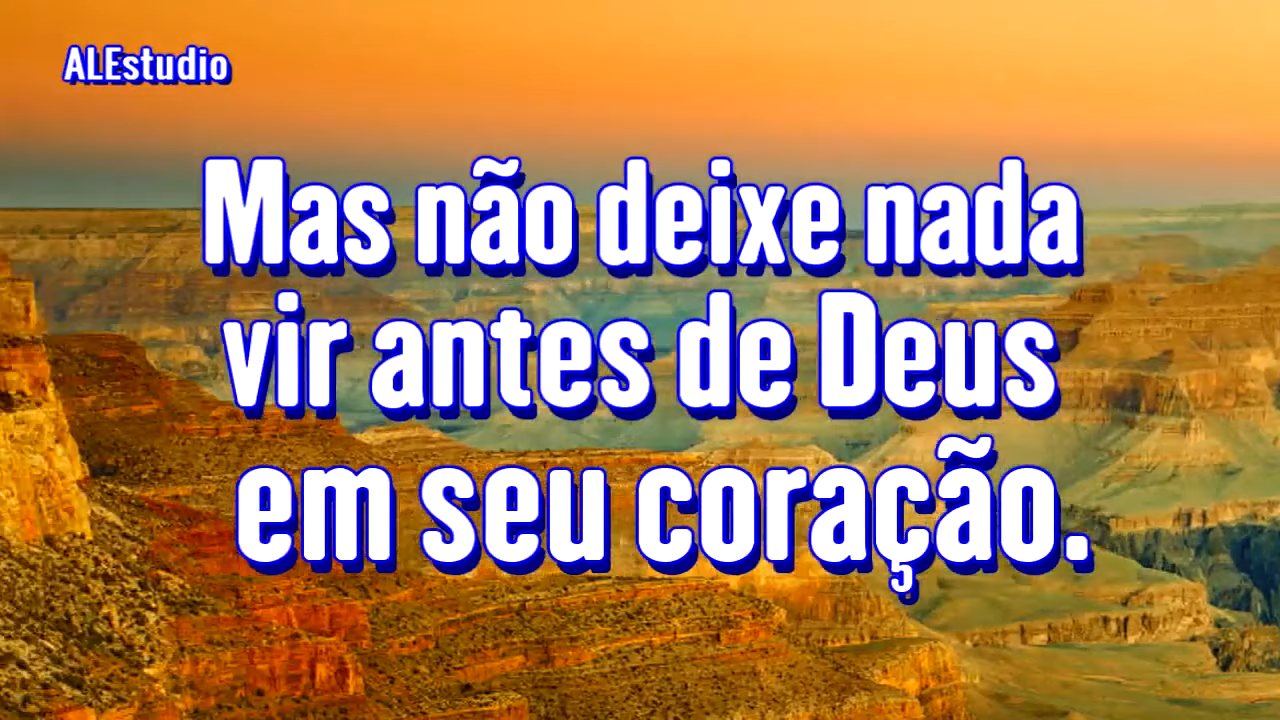 ALEstudio
Mas não deixe nada
vir antes de Deus
em seu coração.